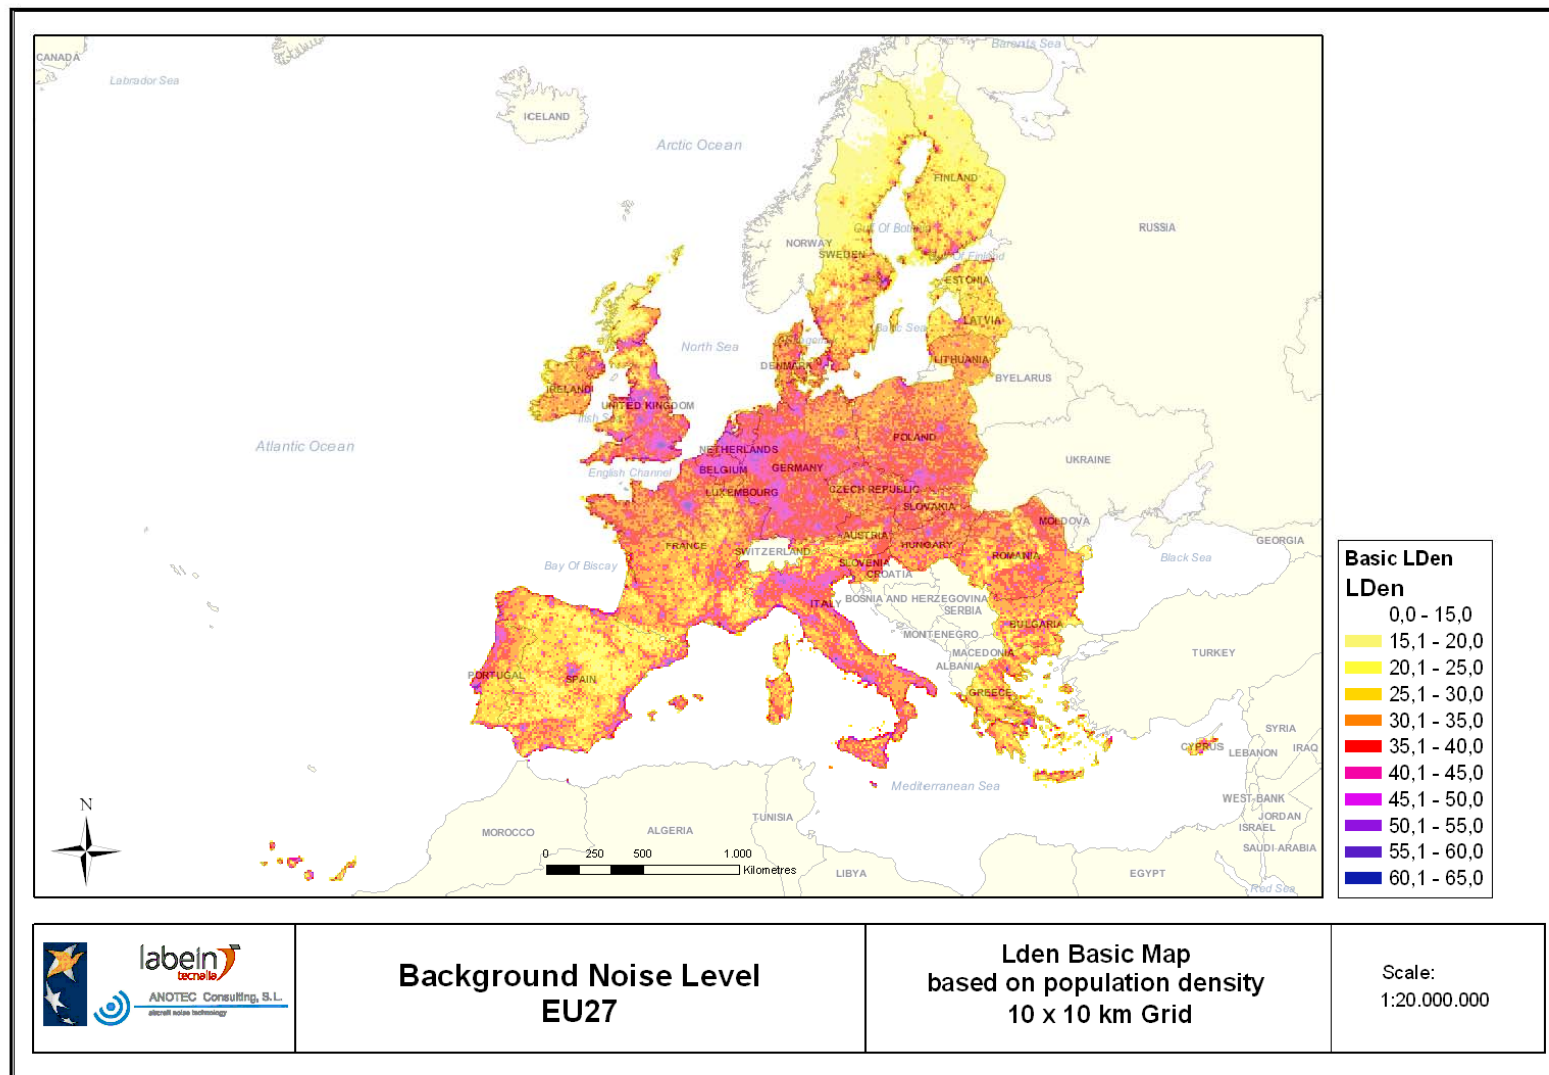 CANADA
Labrador Sea
ICELAND
Arctic Ocean
Barents Sea
FINLAND
RUSSIA
Gulf Of Bothnia
NORWAY
SWEDEN
Gulf Of Finland
ESTONIA
LATVIA
Baltic Sea
North Sea
DENMARK
LITHUANIA
BYELARUS
IRELAND
UNITED KINGDOM
Irish Sea
POLAND
Atlantic Ocean
NETHERLANDS
UKRAINE
English Channel
BELGIUM
GERMANY
LUXEMBOURG
CZECH REPUBLIC
SLOVAKIA
MOLDOVA
AUSTRIA
HUNGARY
FRANCE
SWITZERLAND
ROMANIA
GEORGIA
Black Sea
Bay Of Biscay
SLOVENIA
CROATIA
ITALY
BOSNIA AND HERZEGOVINA
SERBIA
BULGARIA
MONTENEGRO
MACEDONIA
ALBANIA
TURKEY
PORTUGAL
SPAIN
GREECE
SYRIA
CYPRUS
LEBANON
IRAQ
Mediterranean Sea
WEST-BANK
JORDAN
ISRAEL
SAUDI ARABIA
MOROCCO
ALGERIA
TUNISIA
LIBYA
EGYPT
Red Sea
N
0 250 500 1.000
Kilometres
Basic LDen
LDen
0,0 - 15,0
15,1 - 20,0
20,1 - 25,0
25,1 - 30,0
30,1 - 35,0
35,1 - 40,0
40,1 - 45,0
45,1 - 50,0
50,1 - 55,0
55,1 - 60,0
60,1 - 65,0
labein
tecnalia
ANOTEC Consulting, S.L.
aircraft noise technology
Background Noise Level
EU27
Lden Basic Map
based on population density
10 x 10 km Grid
Scale:
1:20.000.000